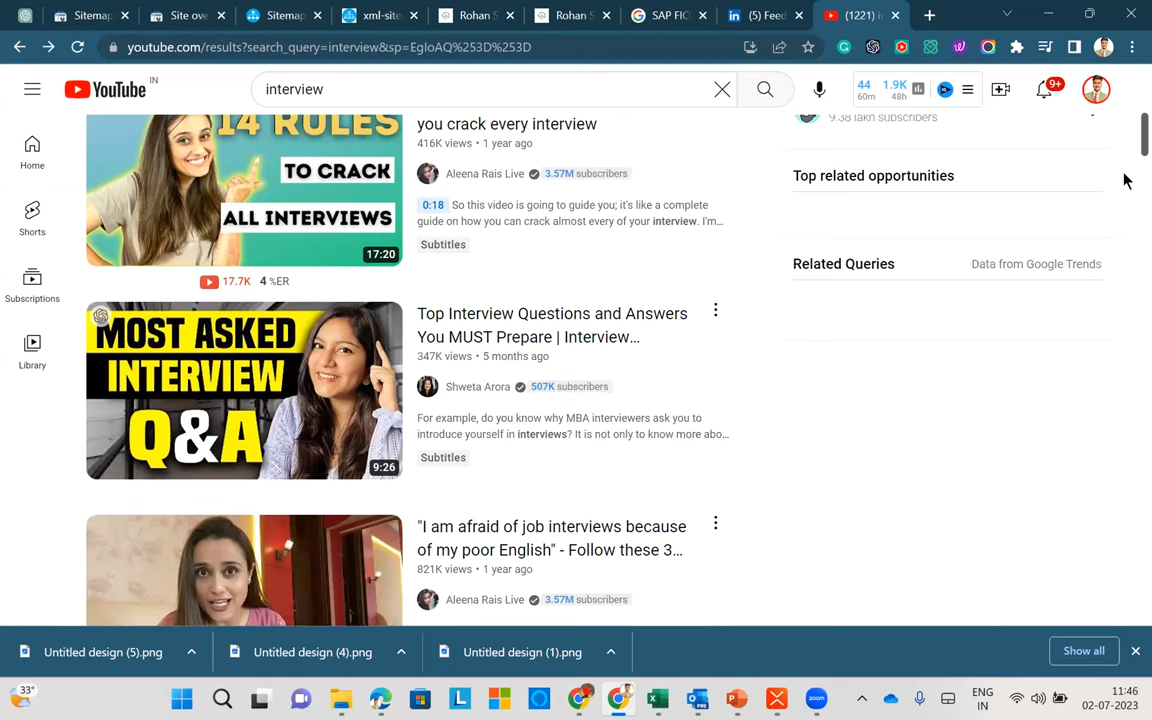 Sitemap
Site ove
Sitemap
xml-site
Rohan S
Rohan S
SAP FIC
(5) Feed
(1221) i
youtube.com/results?search_query=interview&sp=EgIoAQ%253D%253D
YouTube IN
interview
44
60m
1.9K
48h
9+
Home
Shorts
Subscriptions
Library
14 RULES
TO CRACK
ALL INTERVIEWS
17:20
17.7K 4 %ER
you crack every interview
416K views • 1 year ago
Aleena Rais Live 3.57M subscribers
0:18 So this video is going to guide you; it's like a complete
guide on how you can crack almost every of your interview. I'm...
Subtitles
9.38 lakh subscribers
Top related opportunities
Related Queries Data from Google Trends
MOST ASKED
INTERVIEW
Q&A
9:26
Top Interview Questions and Answers
You MUST Prepare | Interview...
347K views • 5 months ago
Shweta Arora 507K subscribers
For example, do you know why MBA interviewers ask you to
introduce yourself in interviews? It is not only to know more abo...
Subtitles
"I am afraid of job interviews because
of my poor English" - Follow these 3...
821K views • 1 year ago
Aleena Rais Live 3.57M subscribers
Untitled design (5).png
Untitled design (4).png
Untitled design (1).png
Show all
33°
L
ENG
IN
11:46
02-07-2023